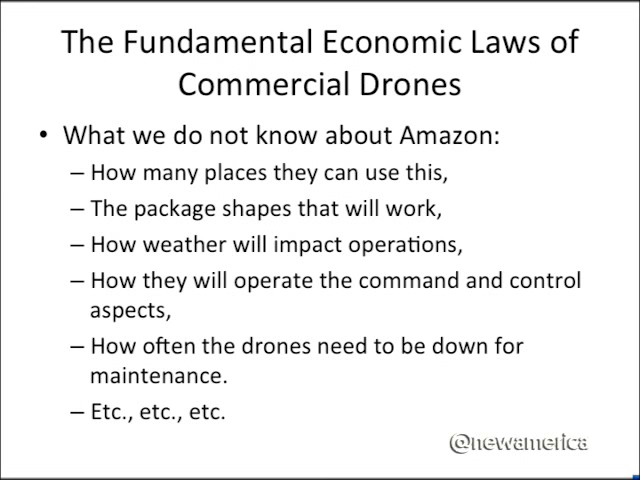 The Fundamental Economic Laws of
Commercial Drones
• What we do not know about Amazon:
– How many places they can use this,
– The package shapes that will work,
– How weather will impact operations,
– How they will operate the command and control
aspects,
– How often the drones need to be down for
maintenance.
– Etc., etc., etc.
@newamerica